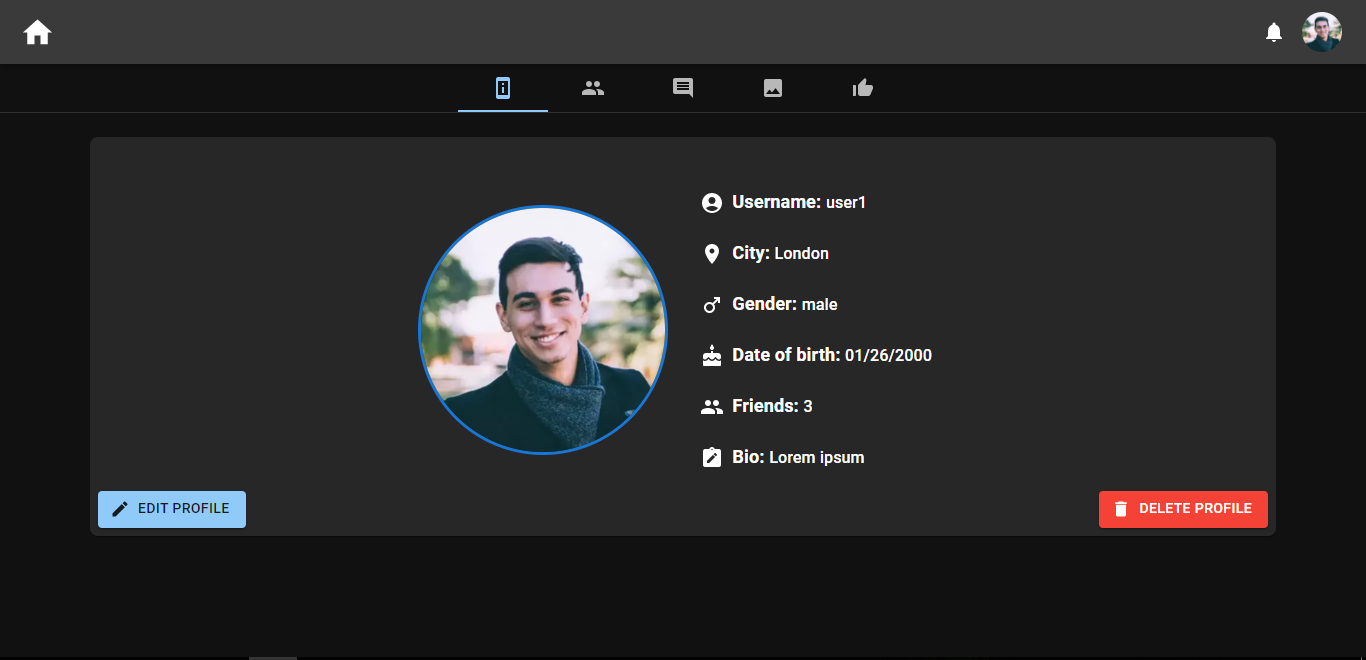 Username: user1
City: London
Gender: male
Date of birth: 01/26/2000
Friends: 3
Bio: Lorem ipsum
EDIT PROFILE
DELETE PROFILE